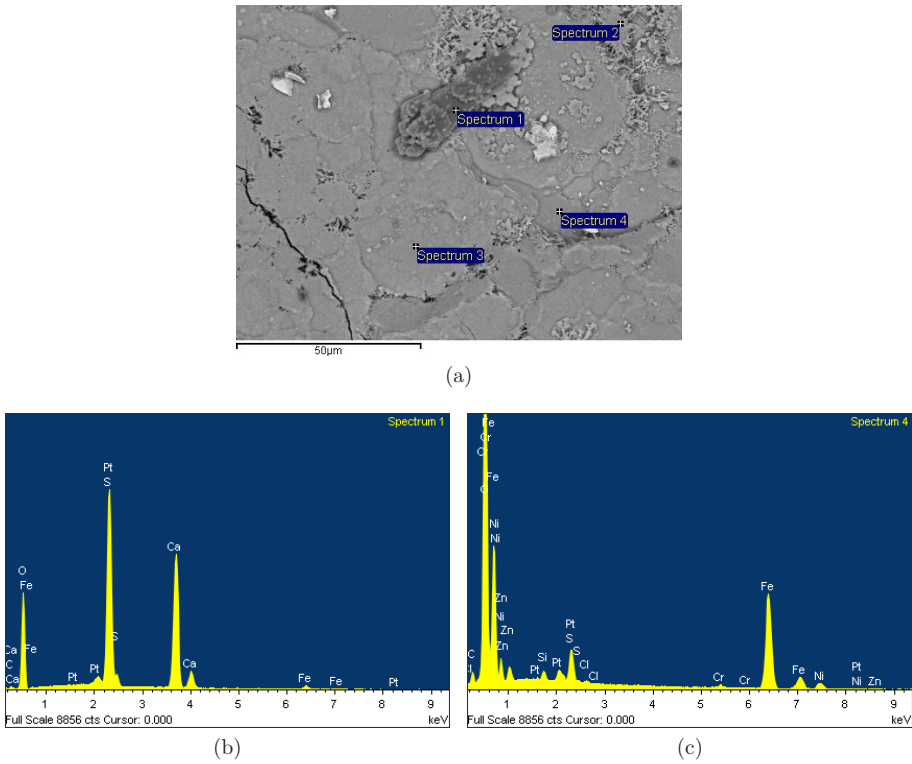 Spectrum 2
Spectrum 1
Spectrum 4
Spectrum 3
50µm
(a)
Spectrum 1
Pt
S
Ca
O
Fe
Ca
C
Ca
Fe
Pt
Pt
S
Ca
Fe
Fe
Pt
1 2 3 4 5 6 7 8 9
Full Scale 8856 cts Cursor: 0.000 keV
(b)
Spectrum 4
Fe
Cr
Fe
Ni
Ni
Zn
Ni
Zn
Zn
C
Cl
Pt
Si
Pt
Pt
S
S
Cl
Cl
Cr
Cr
Fe
Fe
Ni
Pt
Ni
Zn
1 2 3 4 5 6 7 8 9
Full Scale 8856 cts Cursor: 0.000 keV
(c)